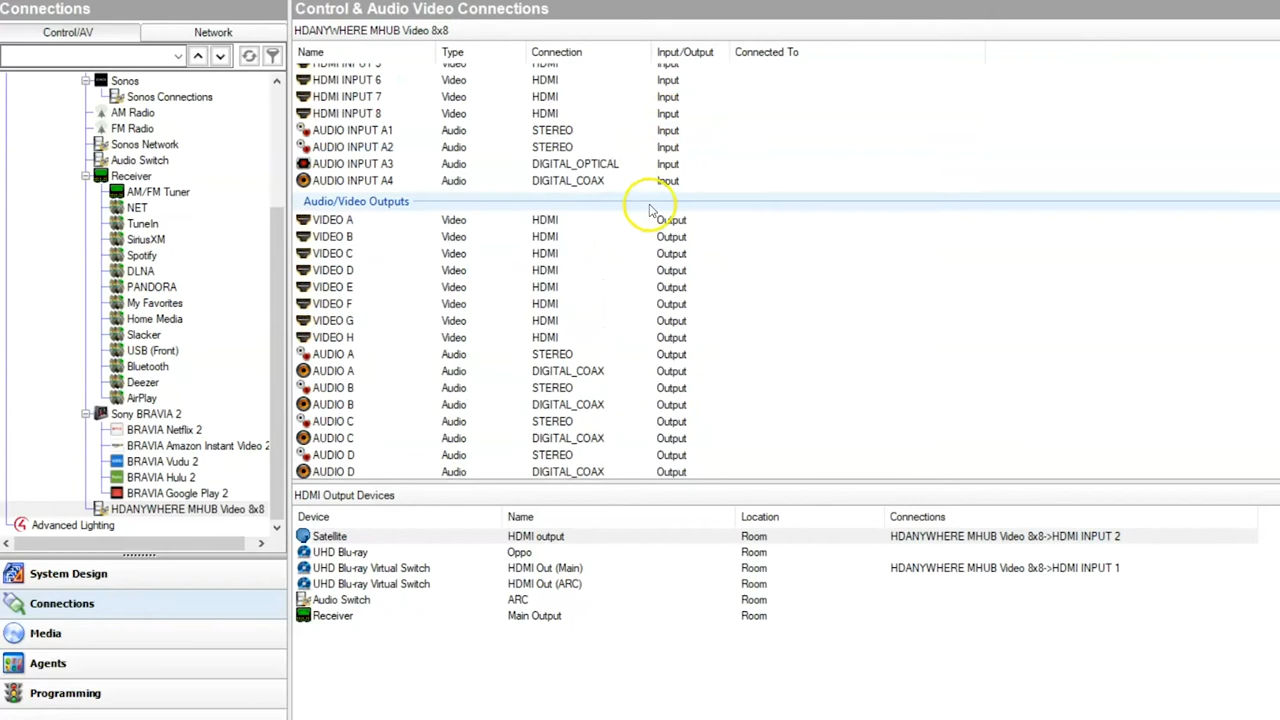 Connections
Control/AV
Network
Sonos
Sonos Connections
AM Radio
FM Radio
Sonos Network
Audio Switch
Receiver
AM/FM Tuner
NET
TuneIn
SiriusXM
Spotify
DLNA
PANDORA
My Favorites
Home Media
Slacker
USB (Front)
Bluetooth
Deezer
AirPlay
Sony BRAVIA 2
BRAVIA Netflix 2
BRAVIA Amazon Instant Video 2
BRAVIA Vudu 2
BRAVIA Hulu 2
BRAVIA Google Play 2
HDANYWHERE MHUB Video 8x8
Advanced Lighting
System Design
Connections
Media
Agents
Programming
Control & Audio Video Connections
HDANYWHERE MHUB Video 8x8
Name Type Connection Input/Output Connected To
HDMI INPUT 5 Video HDMI Input
HDMI INPUT 6 Video HDMI Input
HDMI INPUT 7 Video HDMI Input
HDMI INPUT 8 Video HDMI Input
AUDIO INPUT A1 Audio STEREO Input
AUDIO INPUT A2 Audio STEREO Input
AUDIO INPUT A3 Audio DIGITAL_OPTICAL Input
AUDIO INPUT A4 Audio DIGITAL_COAX Input
Audio/Video Outputs
VIDEO A Video HDMI Output
VIDEO B Video HDMI Output
VIDEO C Video HDMI Output
VIDEO D Video HDMI Output
VIDEO E Video HDMI Output
VIDEO F Video HDMI Output
VIDEO G Video HDMI Output
VIDEO H Video HDMI Output
AUDIO A Audio STEREO Output
AUDIO A Audio DIGITAL_COAX Output
AUDIO B Audio STEREO Output
AUDIO B Audio DIGITAL_COAX Output
AUDIO C Audio STEREO Output
AUDIO C Audio DIGITAL_COAX Output
AUDIO D Audio STEREO Output
AUDIO D Audio DIGITAL_COAX Output
HDMI Output Devices
Device Name Location Connections
Satellite HDMI output Room HDANYWHERE MHUB Video 8x8->HDMI INPUT 2
UHD Blu-ray Oppo Room
UHD Blu-ray Virtual Switch HDMI Out (Main) Room HDANYWHERE MHUB Video 8x8->HDMI INPUT 1
UHD Blu-ray Virtual Switch HDMI Out (ARC) Room
Audio Switch ARC Room
Receiver Main Output Room